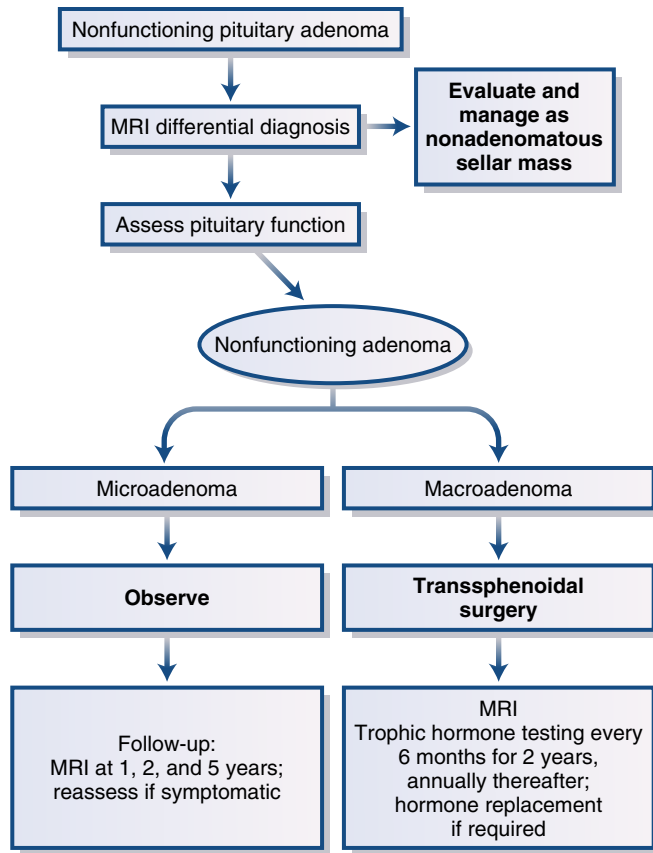 Nonfunctioning pituitary adenoma
MRI differential diagnosis
Evaluate and
manage as
nonadenomatous
sellar mass
Assess pituitary function
Nonfunctioning adenoma
Microadenoma
Macroadenoma
Observe
Transsphenoidal
surgery
Follow-up:
MRI at 1, 2, and 5 years;
reassess if symptomatic
MRI
Trophic hormone testing every
6 months for 2 years,
annually thereafter;
hormone replacement
if required